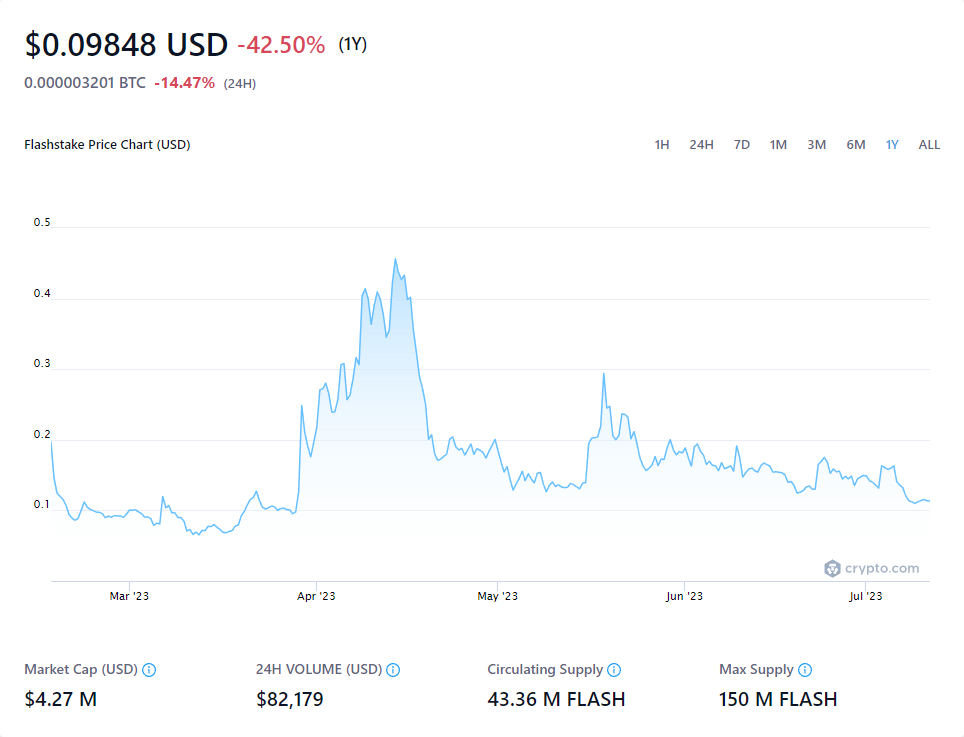 $0.09848 USD -42.50% (1Y)
0.000003201 BTC -14.47% (24H)
Flashstake Price Chart (USD) 1H 24H 7D 1M 3M 6M 1Y ALL
0.5
0.4
0.3
0.2
0.1
crypto.com
Mar '23 Apr '23 May '23 Jun '23 Jul '23
Market Cap (USD) 24H VOLUME (USD) Circulating Supply Max Supply
$4.27 M $82,179 43.36 M FLASH 150 M FLASH